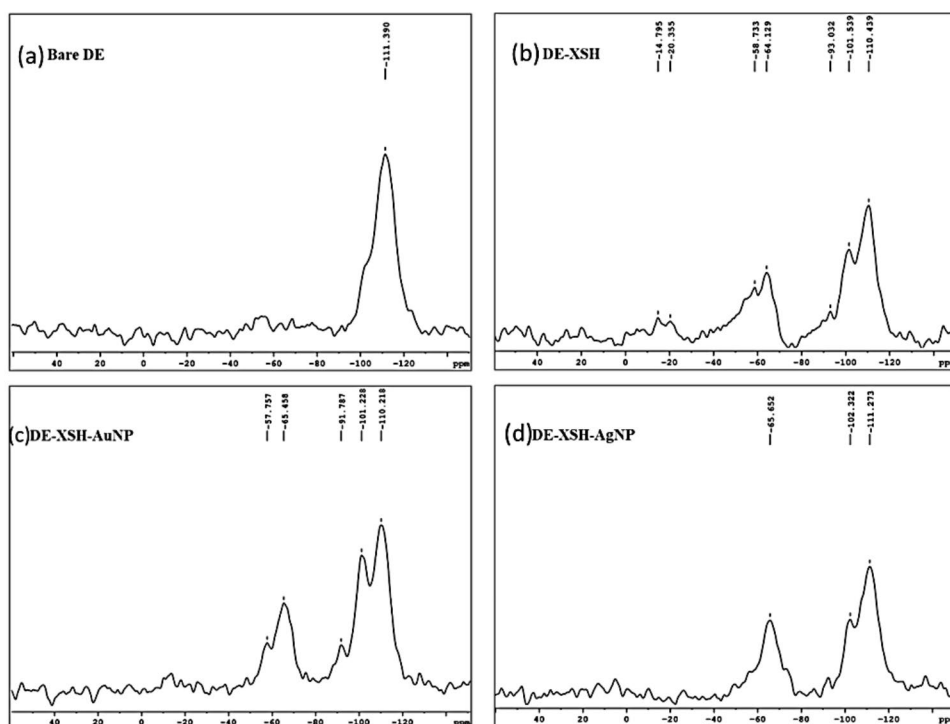 (a) Bare DE
-111.390
40 20 0 -20 -40 -60 -80 -100 -120 ppm
(b) DE-XSH
-14.795
-20.355
-58.733
-64.129
-93.032
-101.539
-110.439
40 20 0 -20 -40 -60 -80 -100 -120 ppm
(c) DE-XSH-AuNP
-57.757
-65.458
-91.787
-101.228
-110.218
40 20 0 -20 -40 -60 -80 -100 -120 ppm
(d) DE-XSH-AgNP
-65.652
-102.322
-111.273
40 20 0 -20 -40 -60 -80 -100 -120 ppm